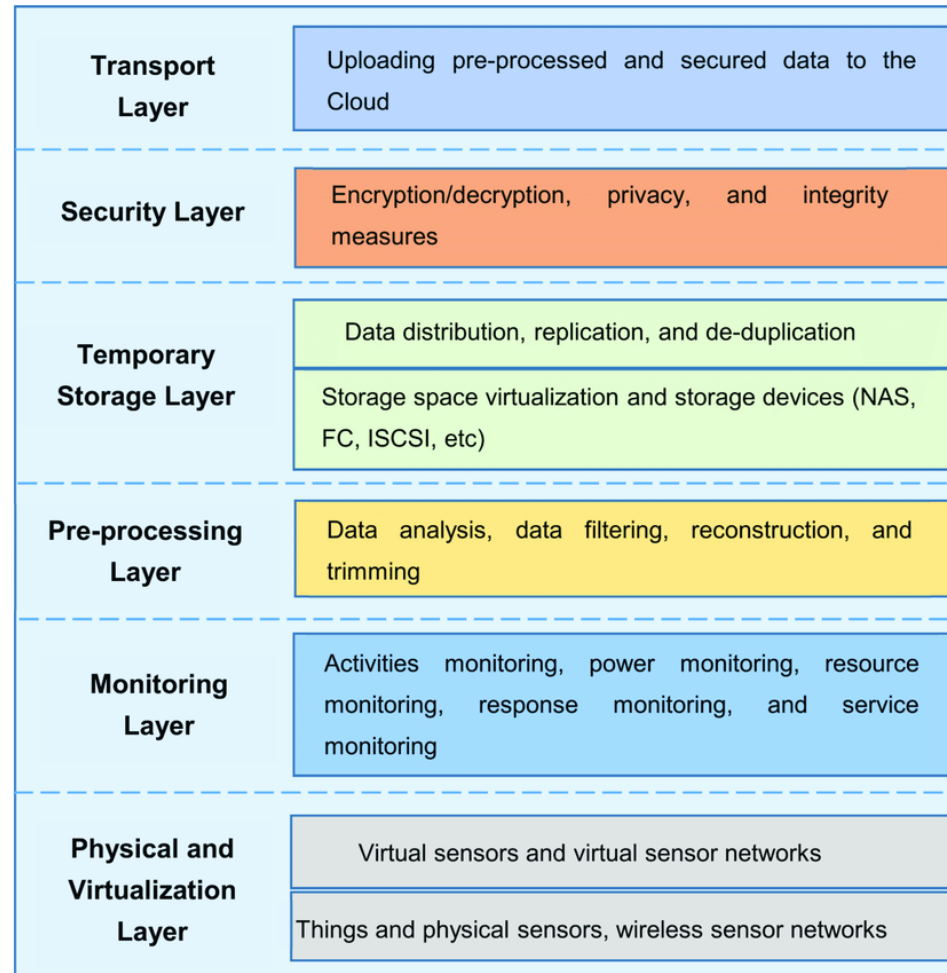 Transport
Layer
Uploading pre-processed and secured data to the
Cloud
Security Layer
Encryption/decryption, privacy, and integrity
measures
Temporary
Storage Layer
Data distribution, replication, and de-duplication
Storage space virtualization and storage devices (NAS,
FC, ISCSI, etc)
Pre-processing
Layer
Data analysis, data filtering, reconstruction, and
trimming
Monitoring
Layer
Activities monitoring, power monitoring, resource
monitoring, response monitoring, and service
monitoring
Physical and
Virtualization
Layer
Virtual sensors and virtual sensor networks
Things and physical sensors, wireless sensor networks